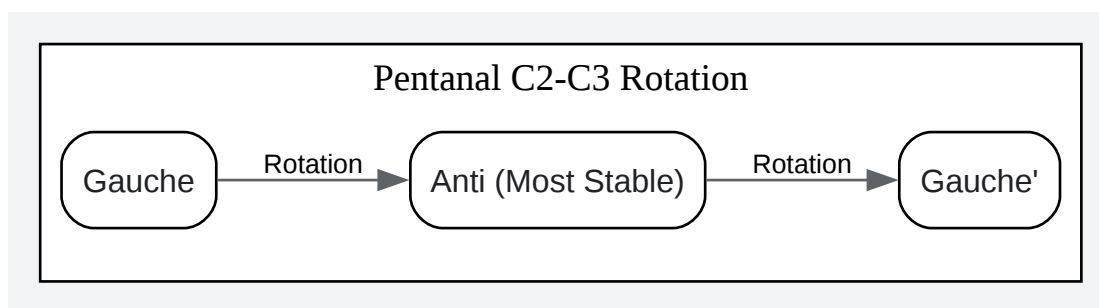 Pentanal C2-C3 Rotation
Gauche
Rotation
Anti (Most Stable)
Rotation
Gauche'